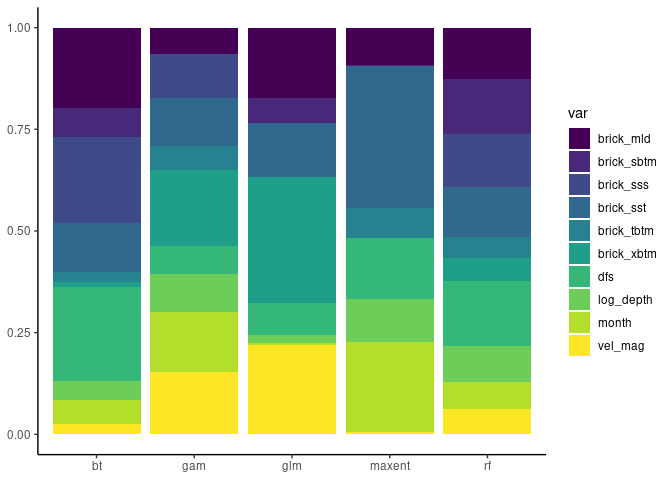 1.00
0.75
0.50
0.25
0.00
bt gam glm maxent rf
var
brick_mld
brick_sbtm
brick_sss
brick_sst
brick_tbtm
brick_xbtm
dfs
log_depth
month
vel_mag